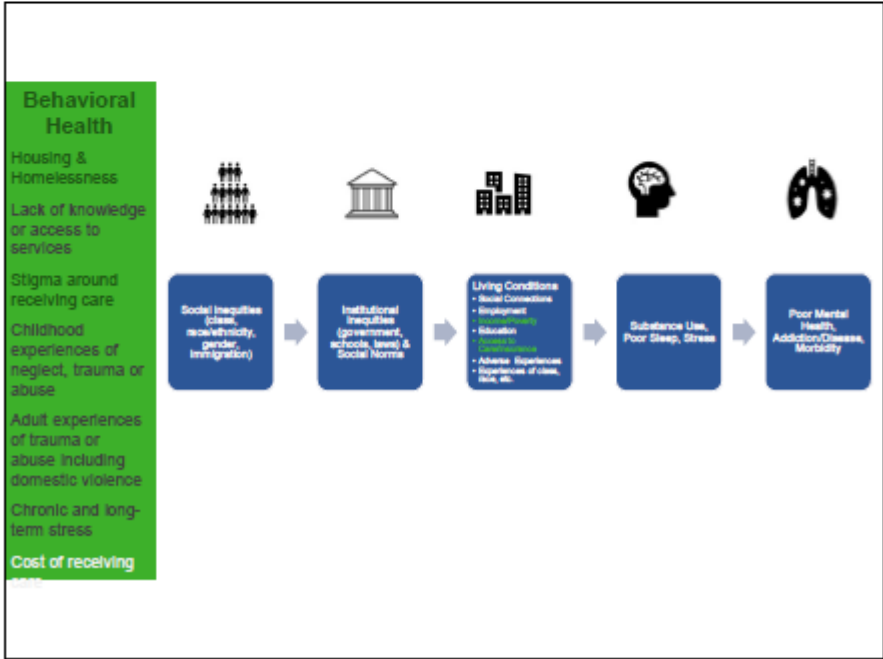 Behavioral
Health
Housing &
Homelessness
Lack of knowledge
or access to
services
Stigma around
receiving care
Childhood
experiences of
neglect, trauma or
abuse
Adult experiences
of trauma or
abuse including
domestic violence
Chronic and long-
term stress
Cost of receiving
care
Social Inequities
(class,
race/ethnicity,
gender,
immigration)
Institutional
Inequities
(government,
schools, laws) &
Social Norms
Living Conditions
• Social Connections
• Employment
• Income/Poverty
• Education
• Access to
Care/Insurance
• Adverse Experiences
• Experiences of class,
race, etc.
Substance Use,
Poor Sleep, Stress
Poor Mental
Health,
Addiction/Disease,
Morbidity